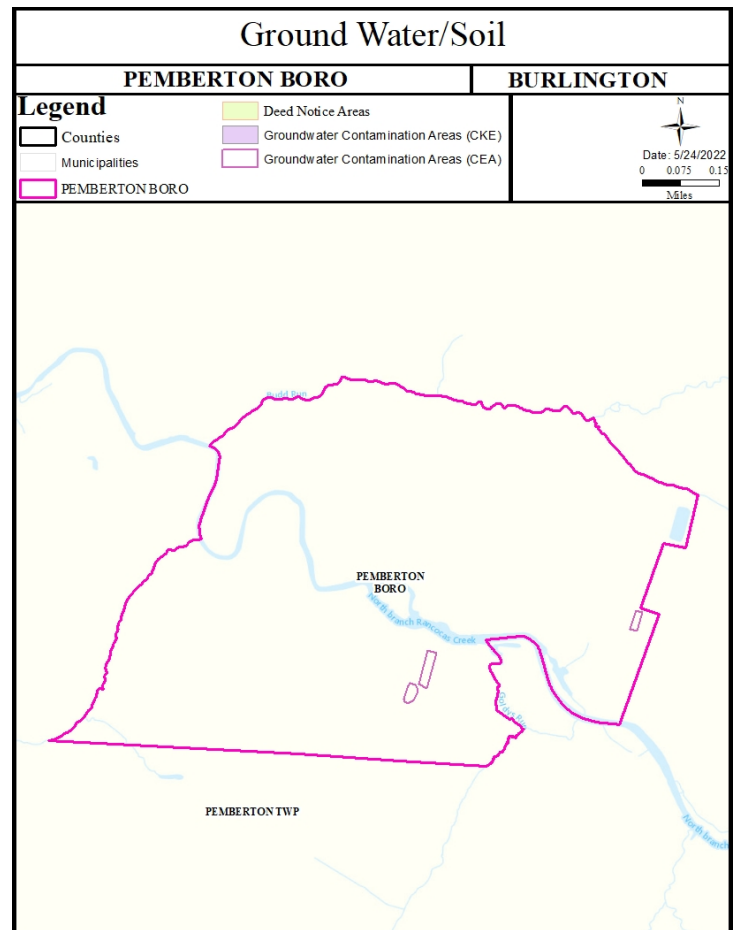 Ground Water/Soil
PEMBERTON BORO
BURLINGTON
Legend
Counties
Municipalities
PEMBERTON BORO
Deed Notice Areas
Groundwater Contamination Areas (CKE)
Groundwater Contamination Areas (CEA)
N
Date: 5/24/2022
0 0.075 0.15
Miles
Budd Run
PEMBERTON
BORO
North branch Rancocas Creek
PEMBERTON TWP
North branch